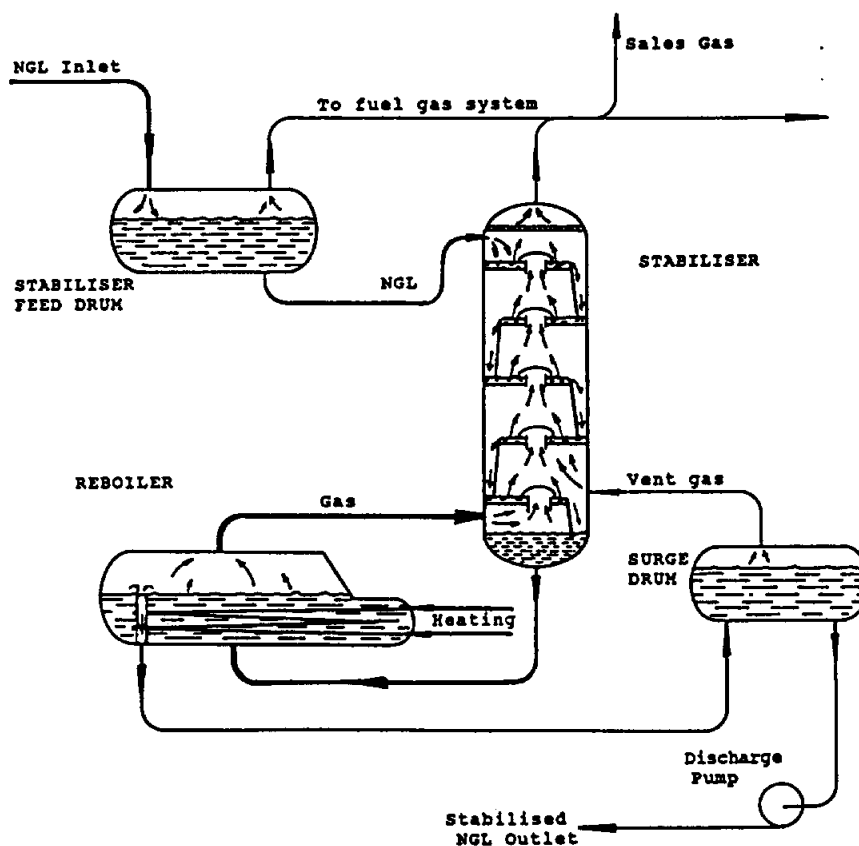 Sales Gas
NGL Inlet
To fuel gas system
STABILISER
FEED DRUM
NGL
STABILISER
REBOILER
Gas
Vent gas
SURGE
DRUM
Heating
Discharge
Pump
Stabilised
NGL Outlet